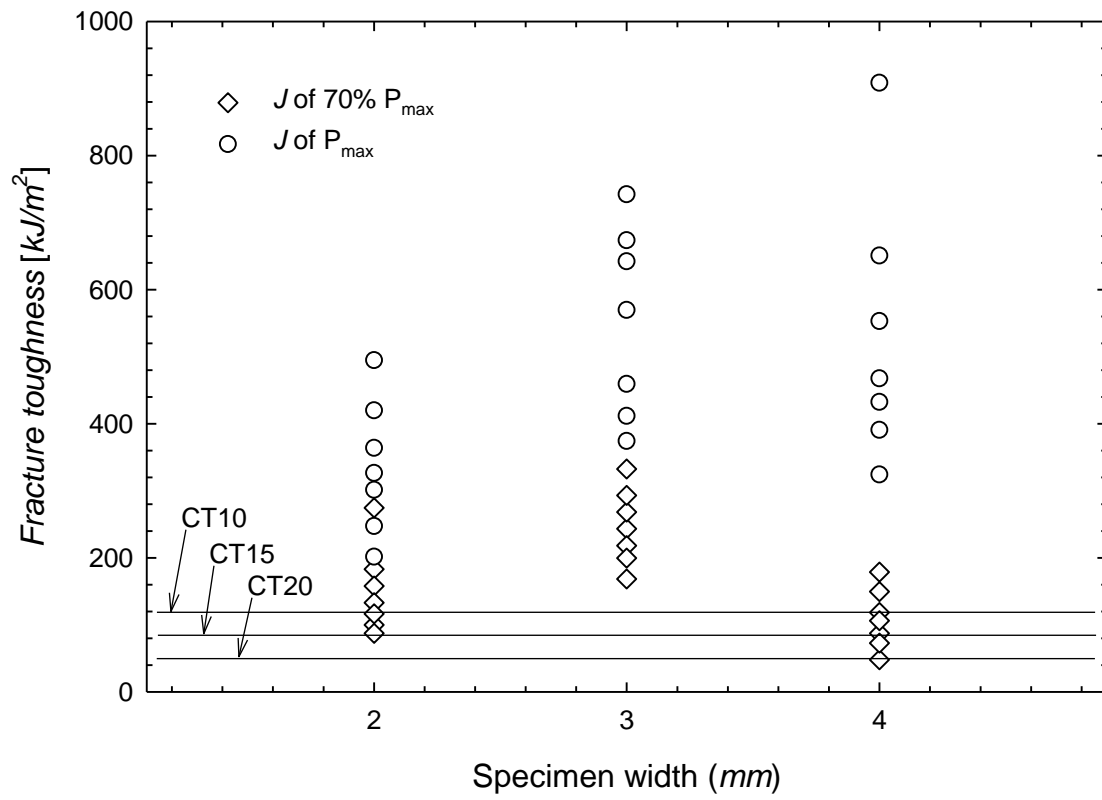 1000
800
600
400
200
0
Fracture toughness [kJ/m²]
J of 70% Pmax
J of Pmax
CT10
CT15
CT20
2
3
4
Specimen width (mm)